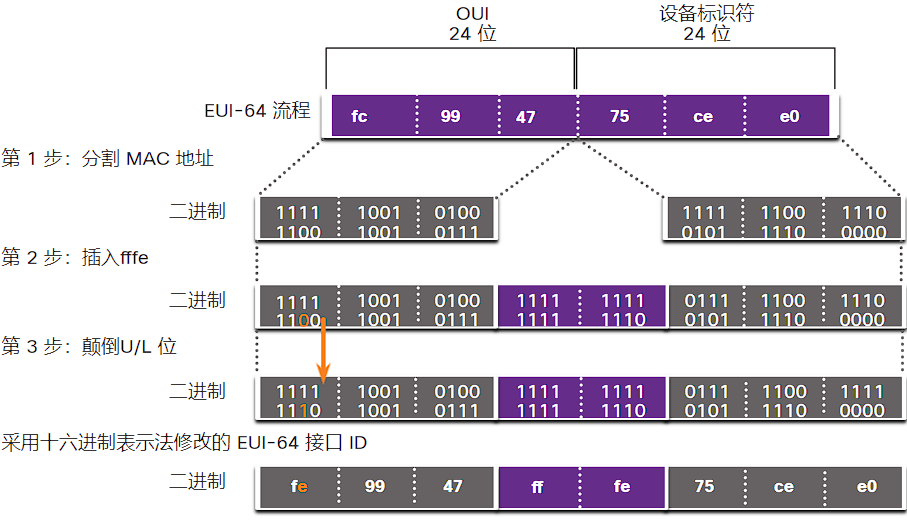 OUI
24 位
设备标识符
24 位
EUI-64 流程
fc 99 47 75 ce e0
第 1 步：分割 MAC 地址
二进制
1111 1001 0100 1111 1100 1110
1100 1001 0111 0101 1110 0000
第 2 步：插入fffe
二进制
1111 1001 0100 1111 1111 0111 1100 1110
1100 1001 0111 1111 1110 0101 1110 0000
第 3 步：颠倒U/L 位
二进制
1111 1001 0100 1111 1111 0111 1100 1111
1110 1001 0111 1111 1110 0101 1110 0000
采用十六进制表示法修改的 EUI-64 接口 ID
二进制
fe 99 47 ff fe 75 ce e0